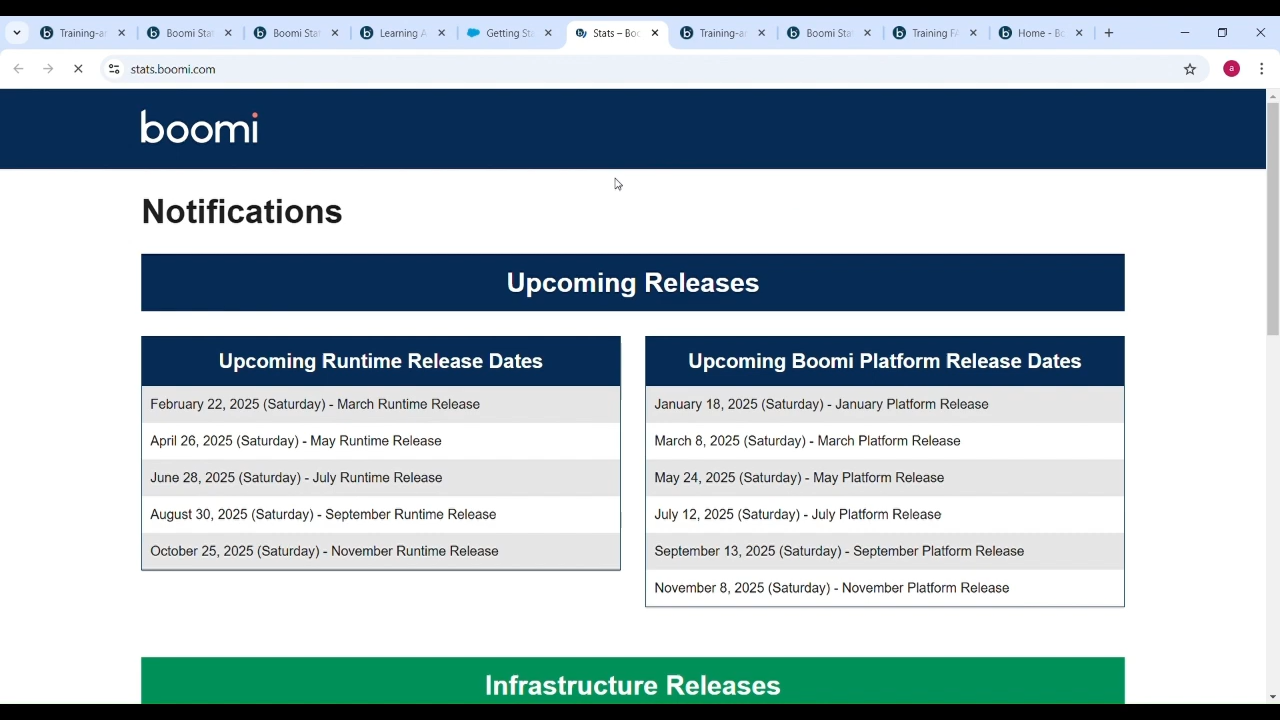 Training-a
Boomi Sta
Boomi Sta
Learning A
Getting St
Stats – Boo
Training-a
Boomi Sta
Training FA
Home - B
stats.boomi.com
a
boomi
Notifications
Upcoming Releases
Upcoming Runtime Release Dates
February 22, 2025 (Saturday) - March Runtime Release
April 26, 2025 (Saturday) - May Runtime Release
June 28, 2025 (Saturday) - July Runtime Release
August 30, 2025 (Saturday) - September Runtime Release
October 25, 2025 (Saturday) - November Runtime Release
Upcoming Boomi Platform Release Dates
January 18, 2025 (Saturday) - January Platform Release
March 8, 2025 (Saturday) - March Platform Release
May 24, 2025 (Saturday) - May Platform Release
July 12, 2025 (Saturday) - July Platform Release
September 13, 2025 (Saturday) - September Platform Release
November 8, 2025 (Saturday) - November Platform Release
Infrastructure Releases